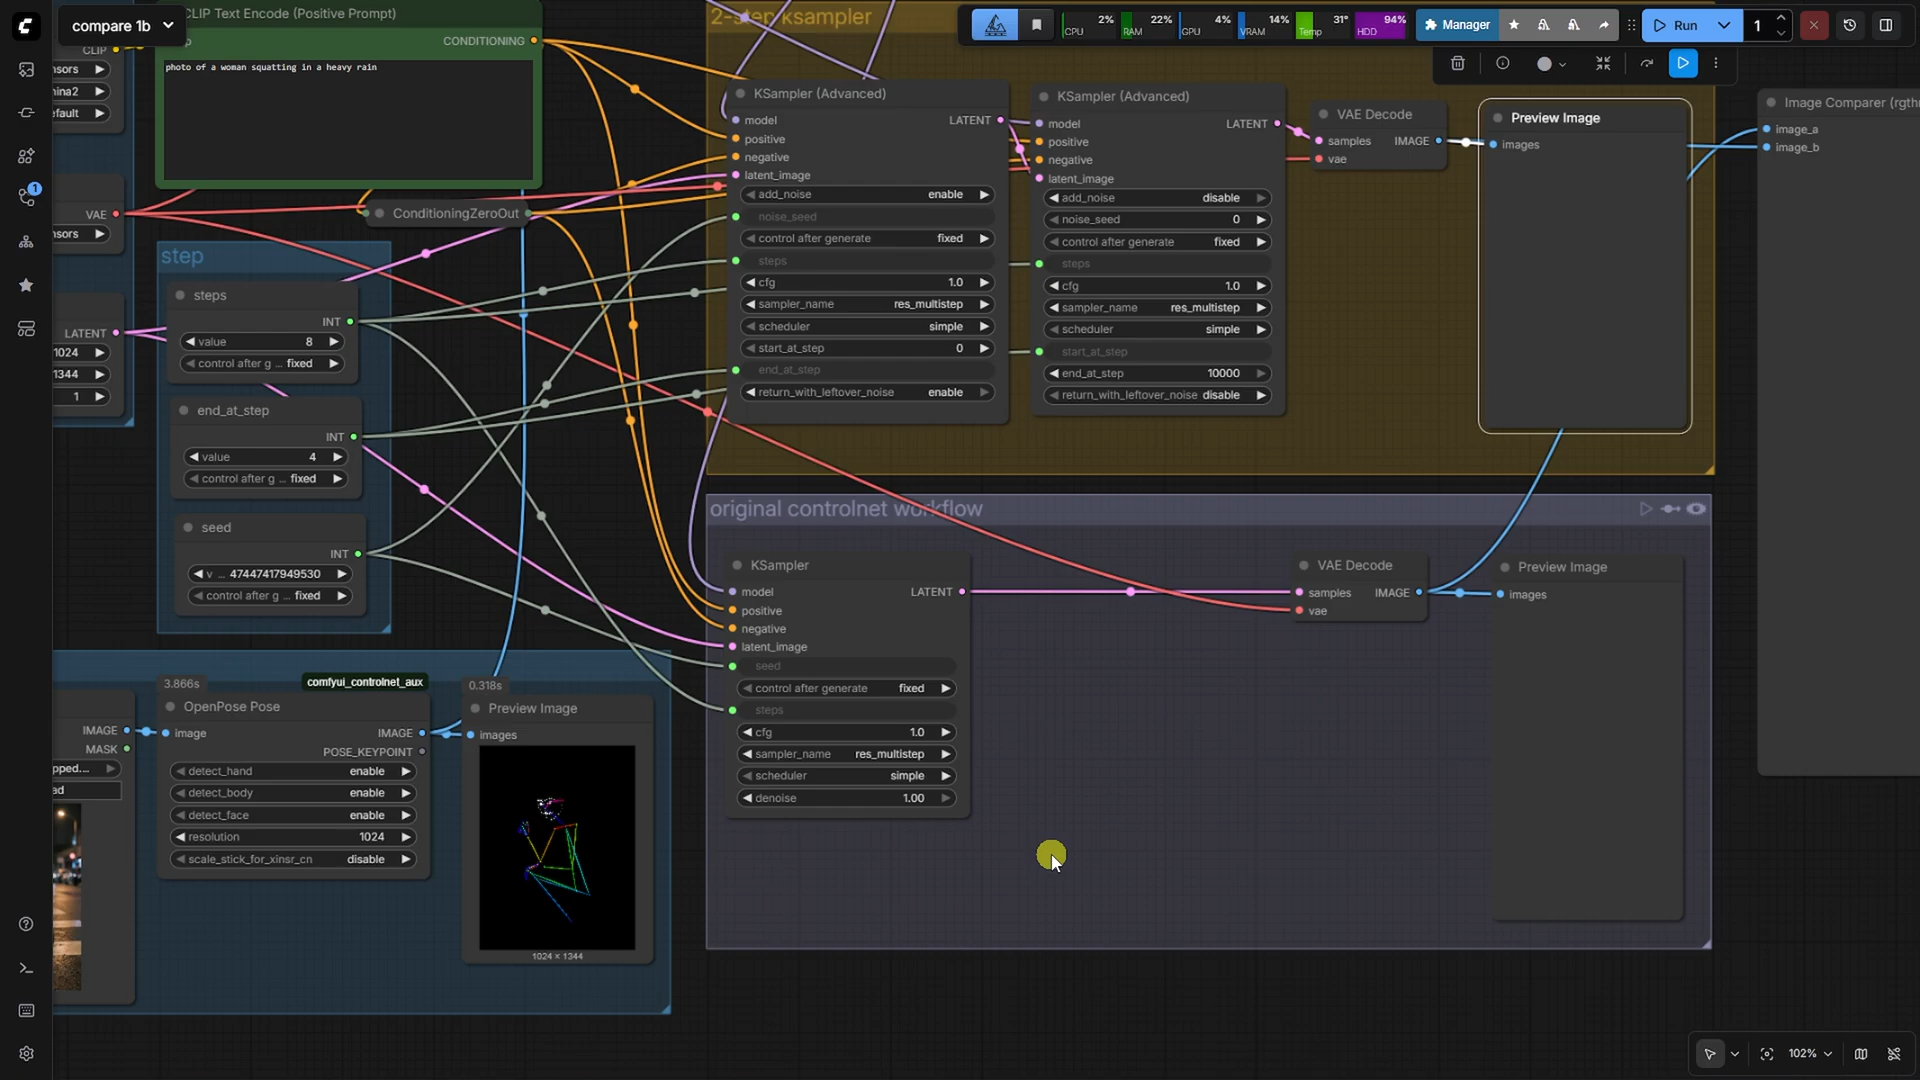 compare 1b
CPU 2%
RAM 22%
GPU 4%
VRAM 14%
Temp 31°
HDD 94%
Manager
Run
1
CLIP Text Encode (Positive Prompt)
CONDITIONING
photo of a woman squatting in a heavy rain
CLIP
VAE
LATENT
1024
1344
1
ConditioningZeroOut
step
steps
INT
value 8
control after g ... fixed
end_at_step
INT
value 4
control after g ... fixed
seed
INT
v ... 47447417949530
control after g ... fixed
2-step ksampler
KSampler (Advanced)
model LATENT
positive
negative
latent_image
add_noise enable
noise_seed
control after generate fixed
steps
cfg 1.0
sampler_name res_multistep
scheduler simple
start_at_step 0
end_at_step
return_with_leftover_noise enable
KSampler (Advanced)
model LATENT
positive
negative
latent_image
add_noise disable
noise_seed 0
control after generate fixed
steps
cfg 1.0
sampler_name res_multistep
scheduler simple
start_at_step
end_at_step 10000
return_with_leftover_noise disable
VAE Decode
samples IMAGE
vae
Preview Image
images
Image Comparer (rgth
image_a
image_b
original controlnet workflow
KSampler
model LATENT
positive
negative
latent_image
seed
control after generate fixed
steps
cfg 1.0
sampler_name res_multistep
scheduler simple
denoise 1.00
VAE Decode
samples IMAGE
vae
Preview Image
images
IMAGE
MASK
3.866s
comfyui_controlnet_aux
OpenPose Pose
image IMAGE
POSE_KEYPOINT
detect_hand enable
detect_body enable
detect_face enable
resolution 1024
scale_stick_for_xinsr_cn disable
0.318s
Preview Image
images
1024 × 1344
102%